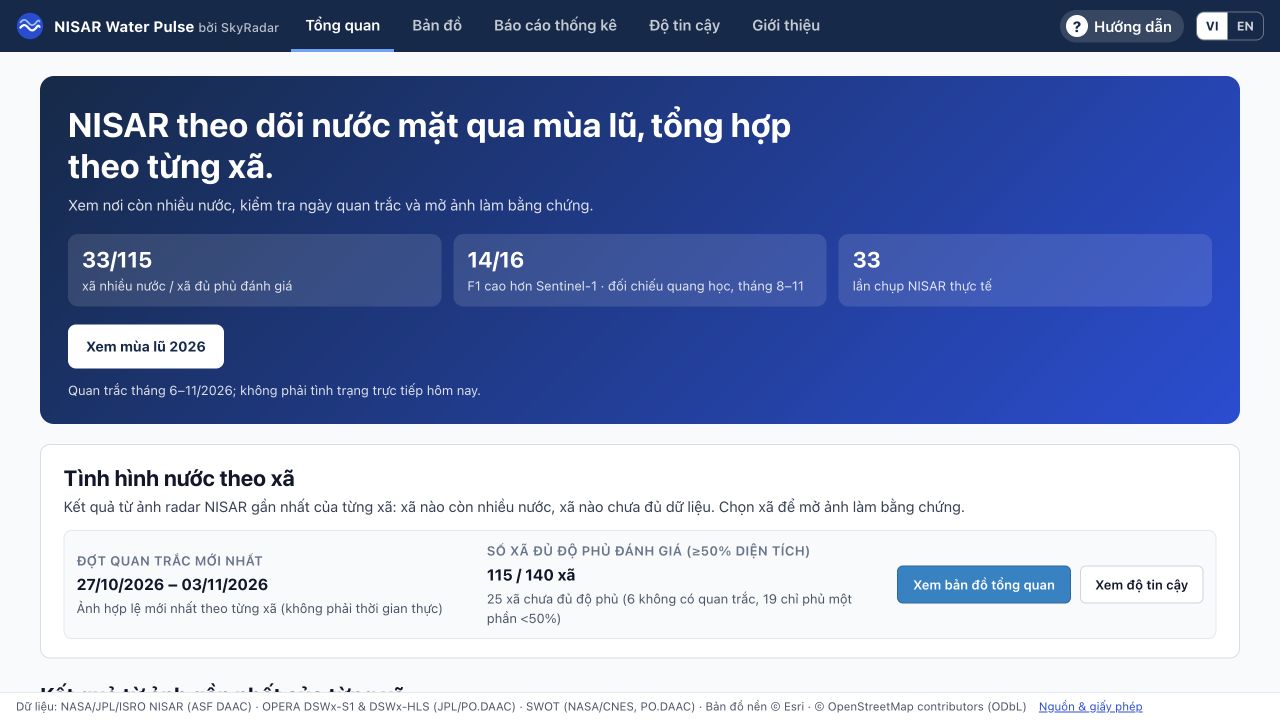 NISAR Water Pulse bởi SkyRadar Tổng quan Bản đồ Báo cáo thống kê Độ tin cậy Giới thiệu ? Hướng dẫn VI EN
NISAR theo dõi nước mặt qua mùa lũ, tổng hợp
theo từng xã.
Xem nơi còn nhiều nước, kiểm tra ngày quan trắc và mở ảnh làm bằng chứng.
33/115
xã nhiều nước / xã đủ phủ đánh giá
14/16
F1 cao hơn Sentinel-1 · đối chiếu quang học, tháng 8–11
33
lần chụp NISAR thực tế
Xem mùa lũ 2026
Quan trắc tháng 6–11/2026; không phải tình trạng trực tiếp hôm nay.
Tình hình nước theo xã
Kết quả từ ảnh radar NISAR gần nhất của từng xã: xã nào còn nhiều nước, xã nào chưa đủ dữ liệu. Chọn xã để mở ảnh làm bằng chứng.
ĐỢT QUAN TRẮC MỚI NHẤT
27/10/2026 – 03/11/2026
Ảnh hợp lệ mới nhất theo từng xã (không phải thời gian thực)
SỐ XÃ ĐỦ ĐỘ PHỦ ĐÁNH GIÁ (≥50% DIỆN TÍCH)
115 / 140 xã
25 xã chưa đủ độ phủ (6 không có quan trắc, 19 chỉ phủ một
phần <50%)
Xem bản đồ tổng quan
Xem độ tin cậy
Kết quả từ ảnh gần nhất của từng xã
Dữ liệu: NASA/JPL/ISRO NISAR (ASF DAAC) · OPERA DSWx-S1 & DSWx-HLS (JPL/PO.DAAC) · SWOT (NASA/CNES, PO.DAAC) · Bản đồ nền © Esri · © OpenStreetMap contributors (ODbL) Nguồn & giấy phép